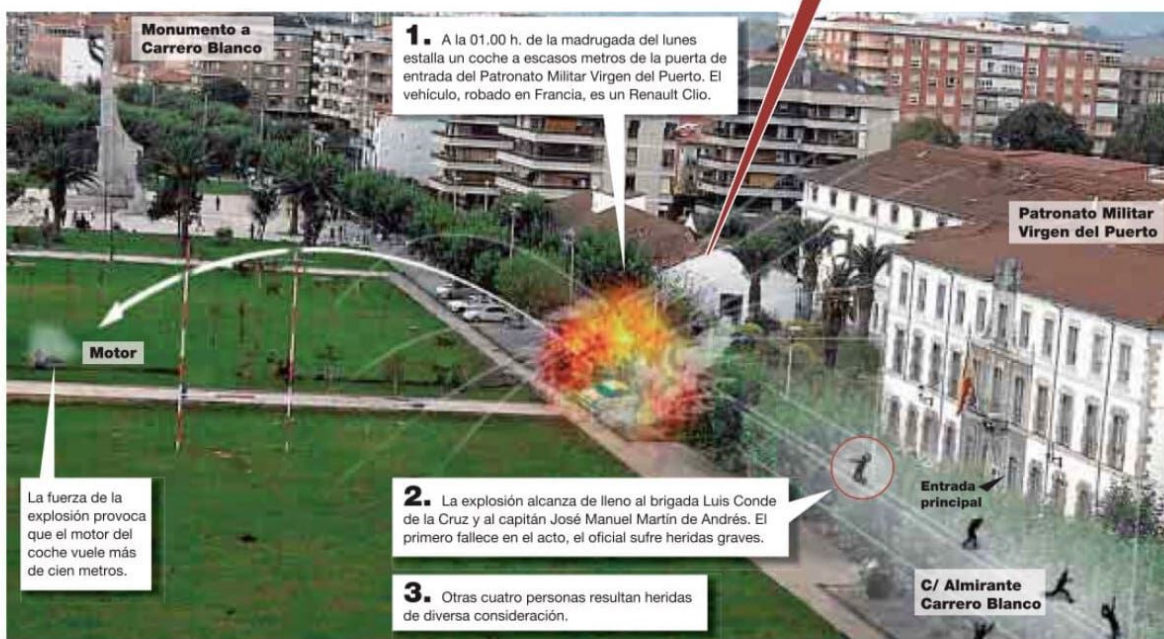 Monumento a
Carrero Blanco
1. A la 01.00 h. de la madrugada del lunes
estalla un coche a escasos metros de la puerta de
entrada del Patronato Militar Virgen del Puerto. El
vehículo, robado en Francia, es un Renault Clio.
Patronato Militar
Virgen del Puerto
Motor
La fuerza de la
explosión provoca
que el motor del
coche vuele más
de cien metros.
2. La explosión alcanza de lleno al brigada Luis Conde
de la Cruz y al capitán José Manuel Martín de Andrés. El
primero fallece en el acto, el oficial sufre heridas graves.
Entrada
principal
3. Otras cuatro personas resultan heridas
de diversa consideración.
C/ Almirante
Carrero Blanco